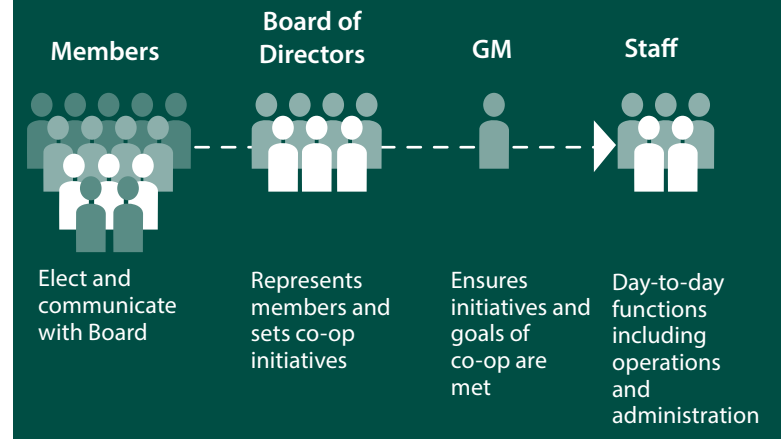 Members
Board of
Directors
GM
Staff
Elect and
communicate
with Board
Represents
members and
sets co-op
initiatives
Ensures
initiatives and
goals of
co-op are
met
Day-to-day
functions
including
operations
and
administration